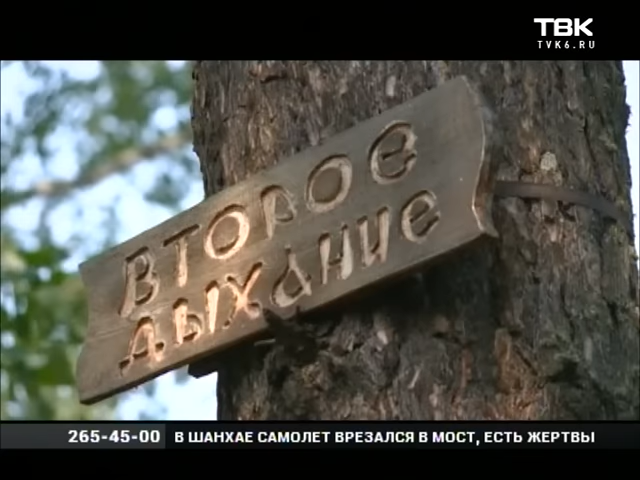 ТВК
TVK6.RU
ВТОРОЕ
ДЫХАНИЕ
265-45-00 В ШАНХАЕ САМОЛЕТ ВРЕЗАЛСЯ В МОСТ, ЕСТЬ ЖЕРТВЫ